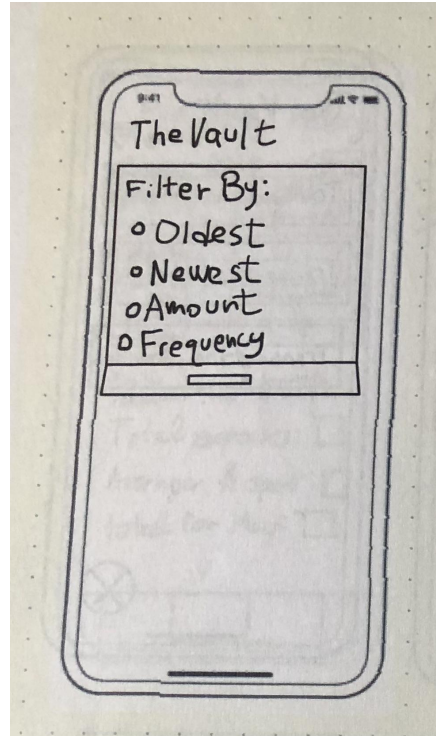 9:41
The Vault
Filter By:
Oldest
Newest
Amount
Frequency